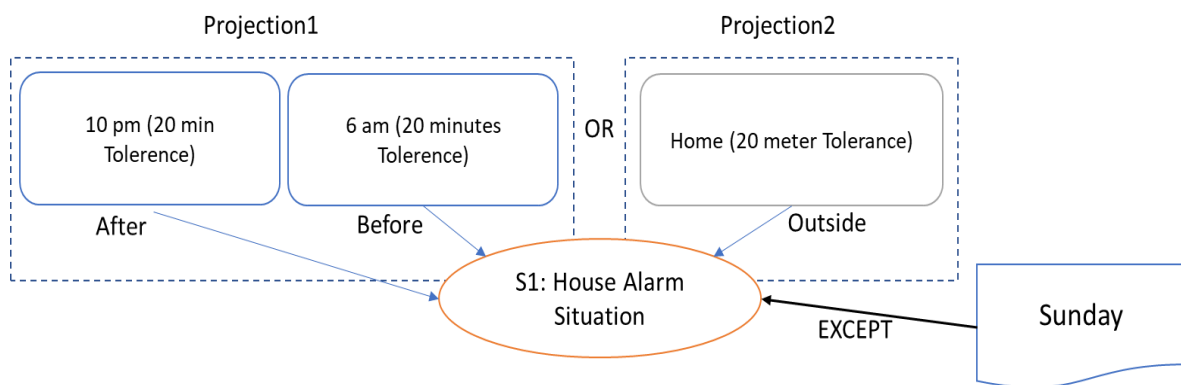 Projection1
Projection2
10 pm (20 min
Tolerence)
6 am (20 minutes
Tolerence)
OR
Home (20 meter Tolerance)
After
Before
Outside
S1: House Alarm
Situation
EXCEPT
Sunday